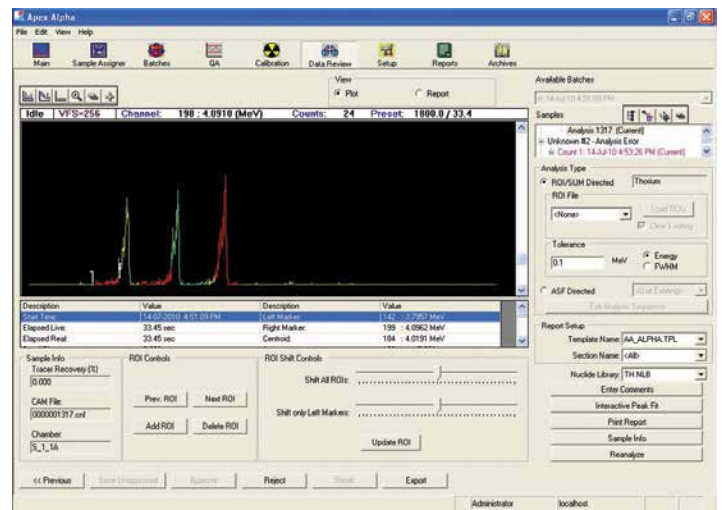 Apex Alpha
File Edit View Help
Main Sample Assigner Batches QA Calibration Data Review Setup Reports Archives
View
Plot Report
Available Batches
Idle VFS=256 Channel: 198 : 4.0910 (MeV) Counts: 24 Preset: 1800.0 / 33.4
Samples
Analysis 1317 (Current)
Unknown #2 - Analysis Error
Count 1: 14-Jul-10 4:53:26 PM (Current)
Analysis Type
ROI/SUM Directed Thorium
ROI File
<None> Load ROIs
Clear Existing
Tolerance
0.1 MeV Energy
FWHM
ASF Directed
Edit Analysis Sequence
Description Value Description Value
Start Time: 14-07-2010 4:51:09 PM Left Marker: 142 : 3.7957 MeV
Elapsed Live: 33.45 sec Right Marker: 199 : 4.0962 MeV
Elapsed Real: 33.45 sec Centroid: 184 : 4.0191 MeV
Report Setup
Template Name: AA_ALPHA.TPL
Section Name: <All>
Nuclide Library: TH.NLB
Enter Comments
Interactive Peak Fit
Print Report
Sample Info
Reanalyze
Sample Info
Tracer Recovery (%)
0.000
CAM File:
0000001317.cnf
Chamber:
S_1_1A
ROI Controls
Prev. ROI Next ROI
Add ROI Delete ROI
ROI Shift Controls
Shift All ROIs:
Shift only Left Markers:
Update ROI
<< Previous Save Unapproved Approve Reject Reset Export
Administrator localhost